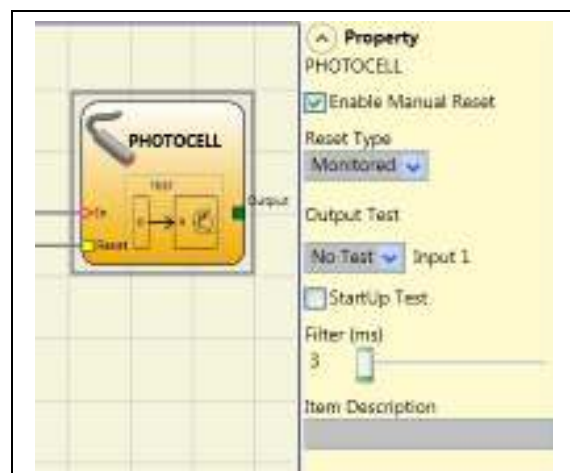 Property
PHOTOCELL
Enable Manual Reset
Reset Type
Monitored
Output Test
No Test Input 1
StartUp Test
Filter (ms)
3
Item Description
PHOTOCELL
TEST
In
Output
Reset